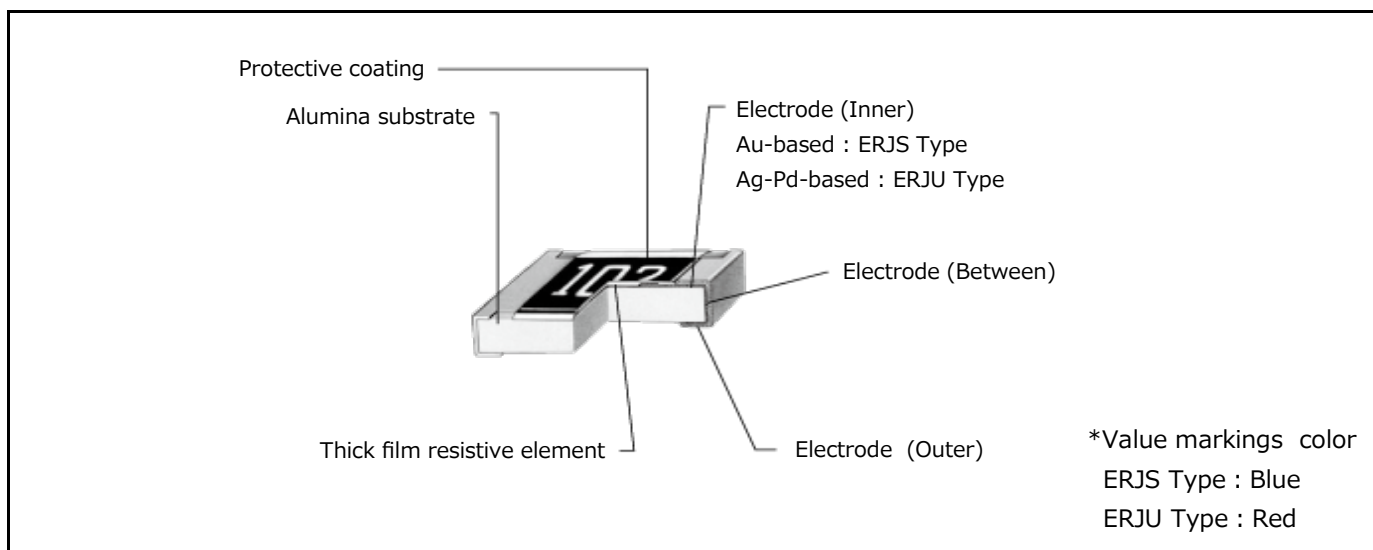 Protective coating
Alumina substrate
Electrode (Inner)
Au-based : ERJS Type
Ag-Pd-based : ERJU Type
102
Electrode (Between)
Thick film resistive element
Electrode (Outer)
*Value markings color
ERJS Type : Blue
ERJU Type : Red